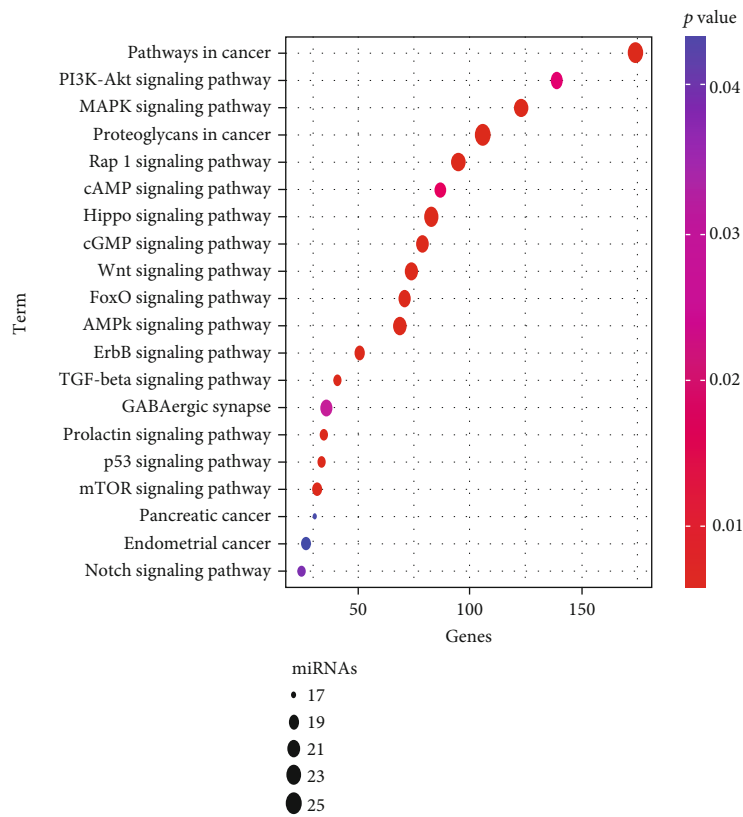 p value
Pathways in cancer
PI3K-Akt signaling pathway
MAPK signaling pathway
Proteoglycans in cancer
Rap 1 signaling pathway
cAMP signaling pathway
Hippo signaling pathway
cGMP signaling pathway
Wnt signaling pathway
FoxO signaling pathway
AMPk signaling pathway
ErbB signaling pathway
TGF-beta signaling pathway
GABAergic synapse
Prolactin signaling pathway
p53 signaling pathway
mTOR signaling pathway
Pancreatic cancer
Endometrial cancer
Notch signaling pathway
Term
0.04
0.03
0.02
0.01
50 100 150
Genes
miRNAs
17
19
21
23
25